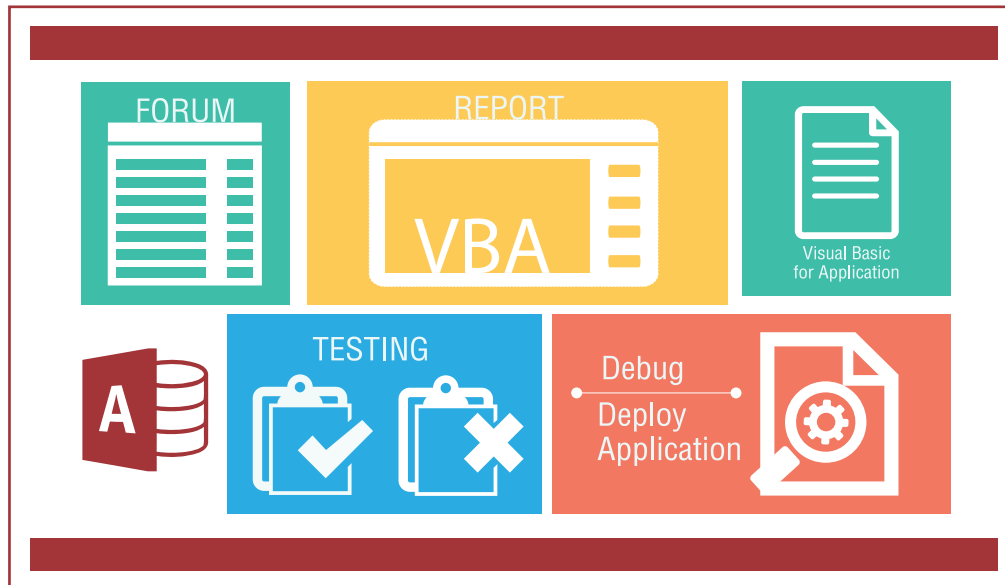 FORUM
REPORT
VBA
Visual Basic
for Application
A
TESTING
Debug
Deploy
Application